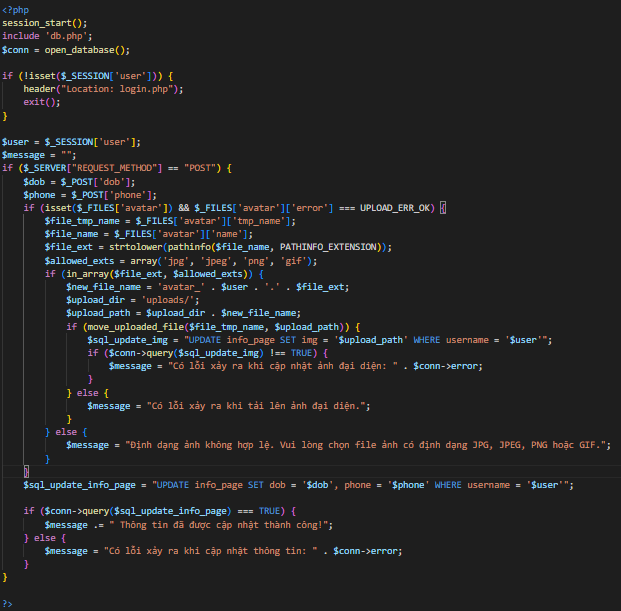 <?php
session_start();
include 'db.php';
$conn = open_database();

if (!isset($_SESSION['user'])) {
    header("Location: login.php");
    exit();
}

$user = $_SESSION['user'];
$message = "";
if ($_SERVER["REQUEST_METHOD"] == "POST") {
    $dob = $_POST['dob'];
    $phone = $_POST['phone'];
    if (isset($_FILES['avatar']) && $_FILES['avatar']['error'] === UPLOAD_ERR_OK) {
        $file_tmp_name = $_FILES['avatar']['tmp_name'];
        $file_name = $_FILES['avatar']['name'];
        $file_ext = strtolower(pathinfo($file_name, PATHINFO_EXTENSION));
        $allowed_exts = array('jpg', 'jpeg', 'png', 'gif');
        if (in_array($file_ext, $allowed_exts)) {
            $new_file_name = 'avatar_' . $user . '.' . $file_ext;
            $upload_dir = 'uploads/';
            $upload_path = $upload_dir . $new_file_name;
            if (move_uploaded_file($file_tmp_name, $upload_path)) {
                $sql_update_img = "UPDATE info_page SET img = '$upload_path' WHERE username = '$user'";
                if ($conn->query($sql_update_img) !== TRUE) {
                    $message = "Có lỗi xảy ra khi cập nhật ảnh đại diện: " . $conn->error;
                }
            } else {
                $message = "Có lỗi xảy ra khi tải lên ảnh đại diện.";
            }
        } else {
            $message = "Định dạng ảnh không hợp lệ. Vui lòng chọn file ảnh có định dạng JPG, JPEG, PNG hoặc GIF.";
        }
    }
    $sql_update_info_page = "UPDATE info_page SET dob = '$dob', phone = '$phone' WHERE username = '$user'";

    if ($conn->query($sql_update_info_page) === TRUE) {
        $message .= " Thông tin đã được cập nhật thành công!";
    } else {
        $message = "Có lỗi xảy ra khi cập nhật thông tin: " . $conn->error;
    }
}

?>